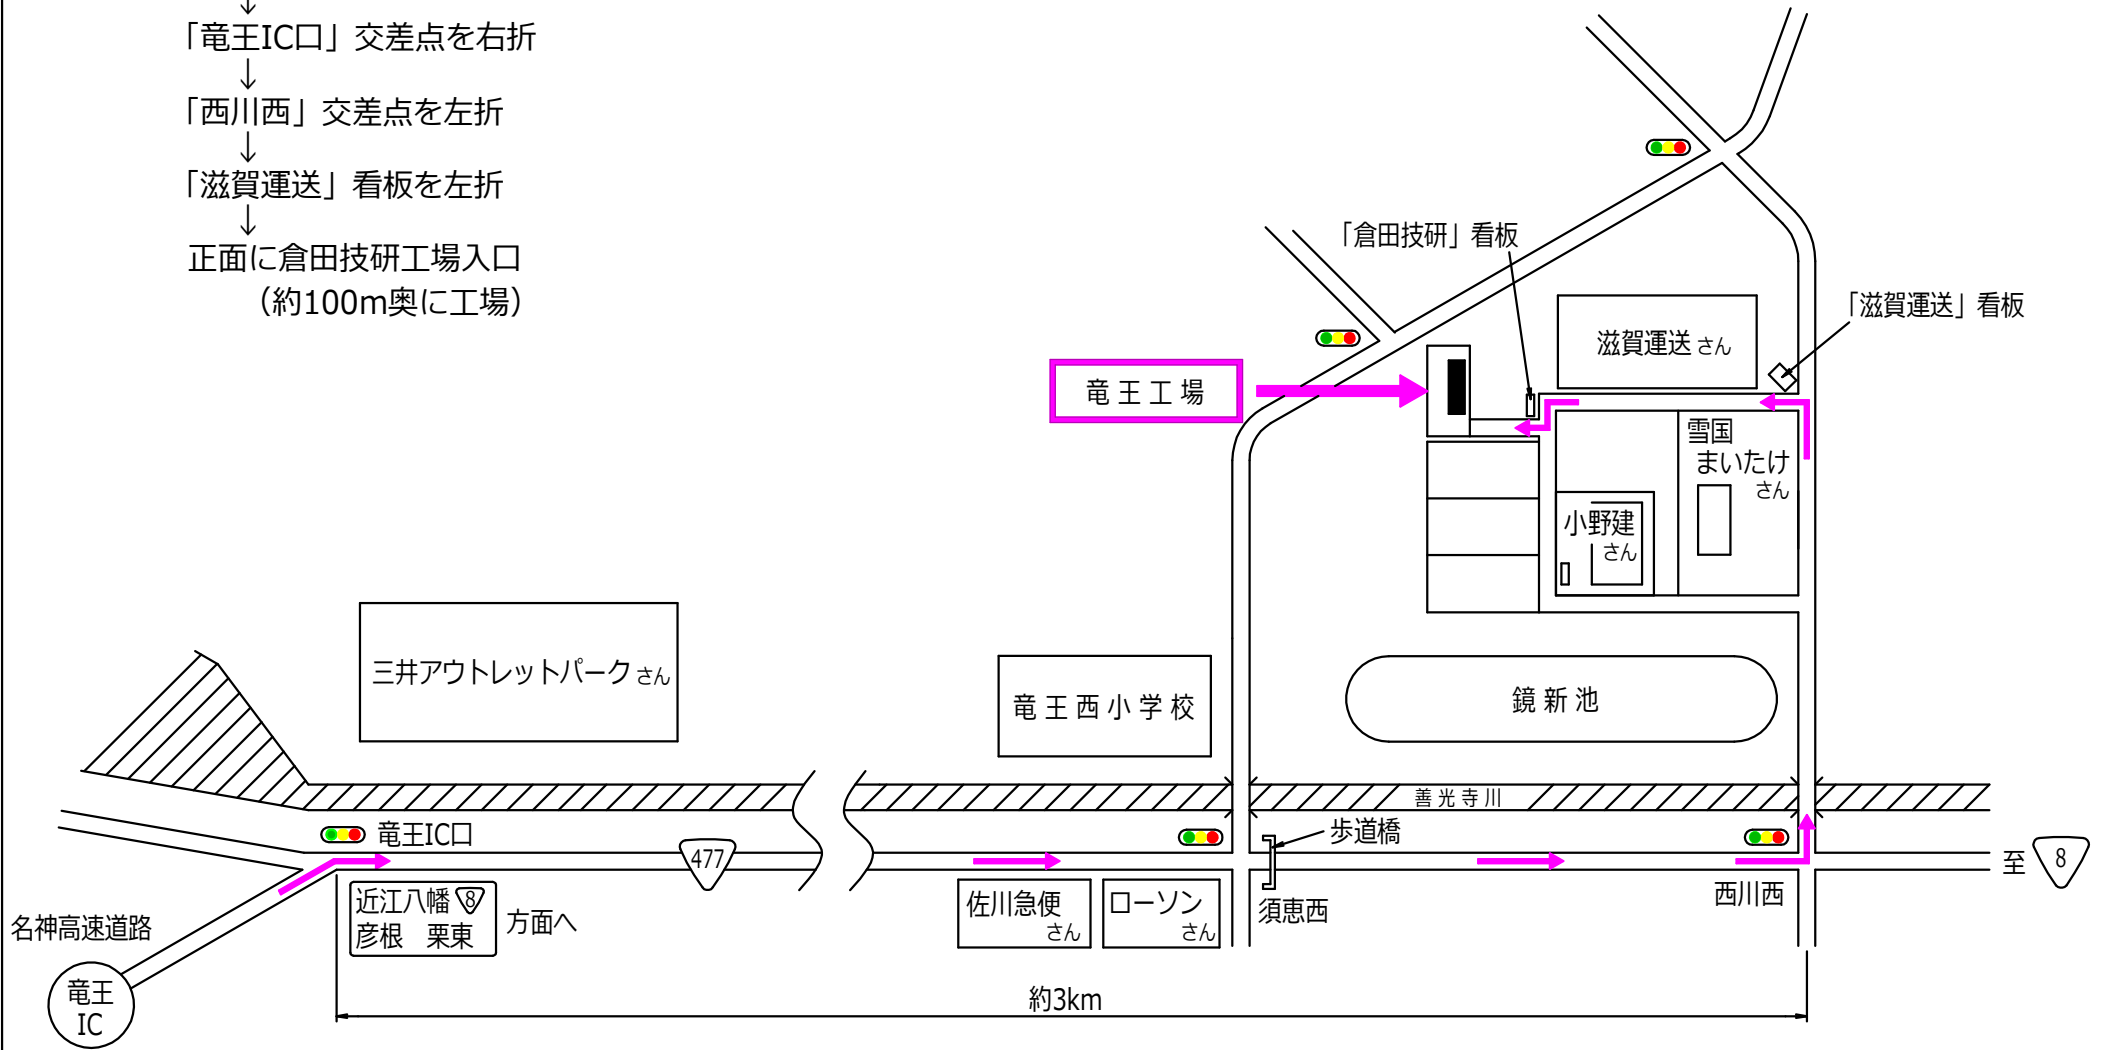 ↓
「竜王IC口」交差点を右折
↓
「西川西」交差点を左折
↓
「滋賀運送」看板を左折
↓
正面に倉田技研工場入口
（約100m奥に工場）
「倉田技研」看板
「滋賀運送」看板
滋賀運送さん
竜王工場
雪国
まいたけ
さん
小野建
さん
三井アウトレットパークさん
竜王西小学校
鏡新池
善光寺川
竜王IC口
477
歩道橋
至 8
近江八幡 8
彦根 栗東
方面へ
佐川急便
さん
ローソン
さん
須恵西
西川西
名神高速道路
竜王
IC
約3km